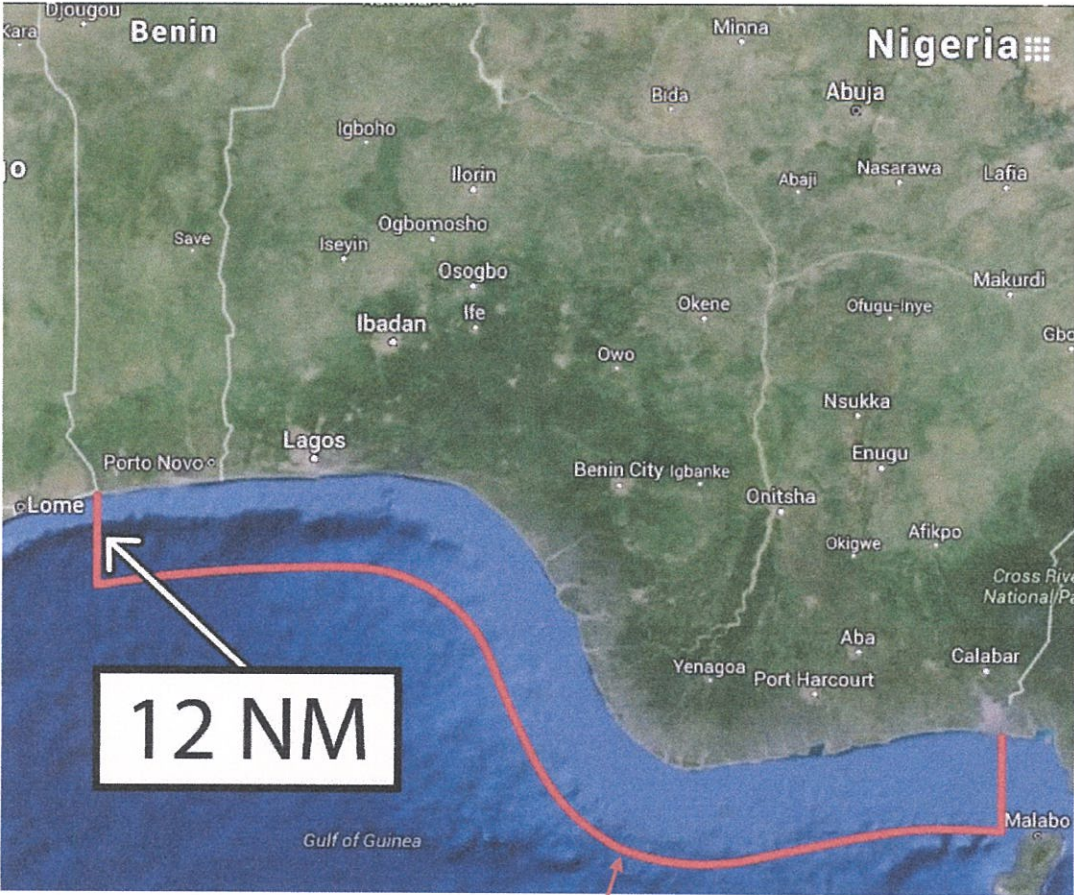 Djougou
Kara
Benin
Minna
Nigeria
Bida
Abuja
Igboho
Ilorin
Abaji
Nasarawa
Lafia
Save
Ogbomosho
Iseyin
Osogbo
Makurdi
Ife
Ibadan
Okene
Ofugu-Inye
Owo
Nsukka
Lagos
Enugu
Porto Novo
Benin City
Igbanke
Onitsha
Lome
Okigwe
Afikpo
Cross
National
Aba
Calabar
Yenagoa
Port Harcourt
12 NM
Malabo
Gulf of Guinea